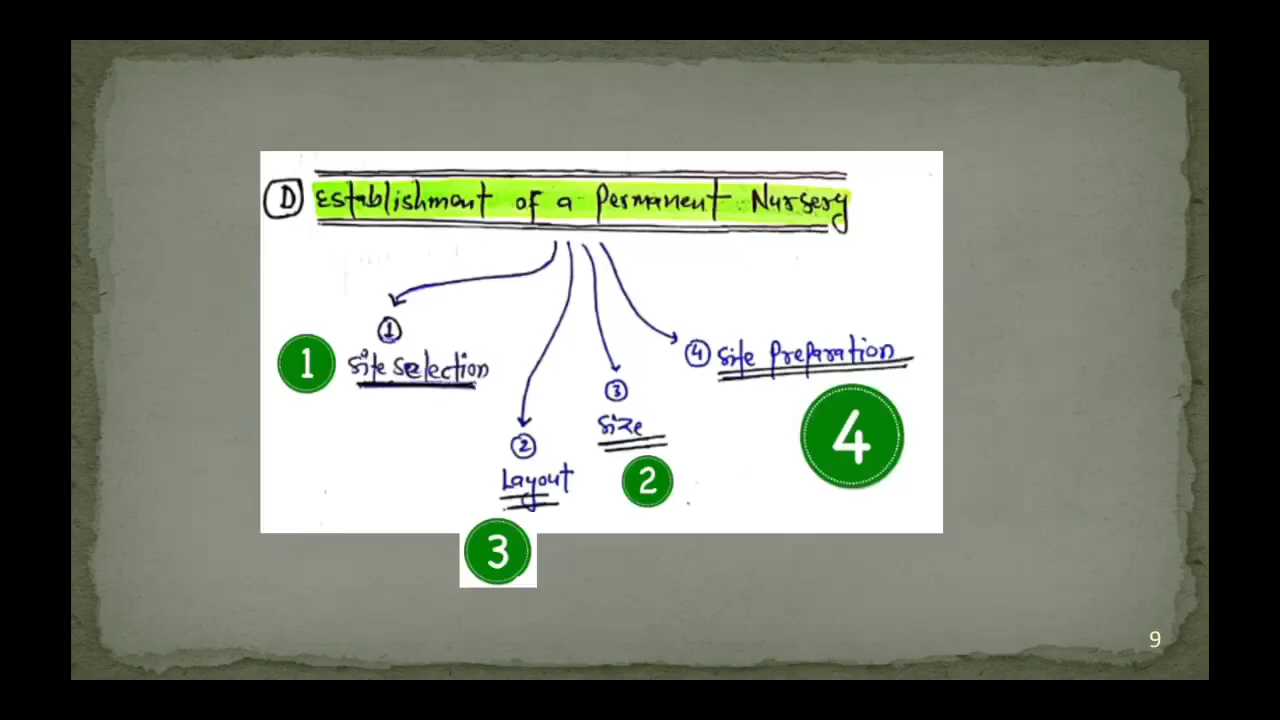 D Establishment of a Permanent Nursery
1
1 Site Selection
4 Site Preparation
4
3
Size
2
2
Layout
3
9